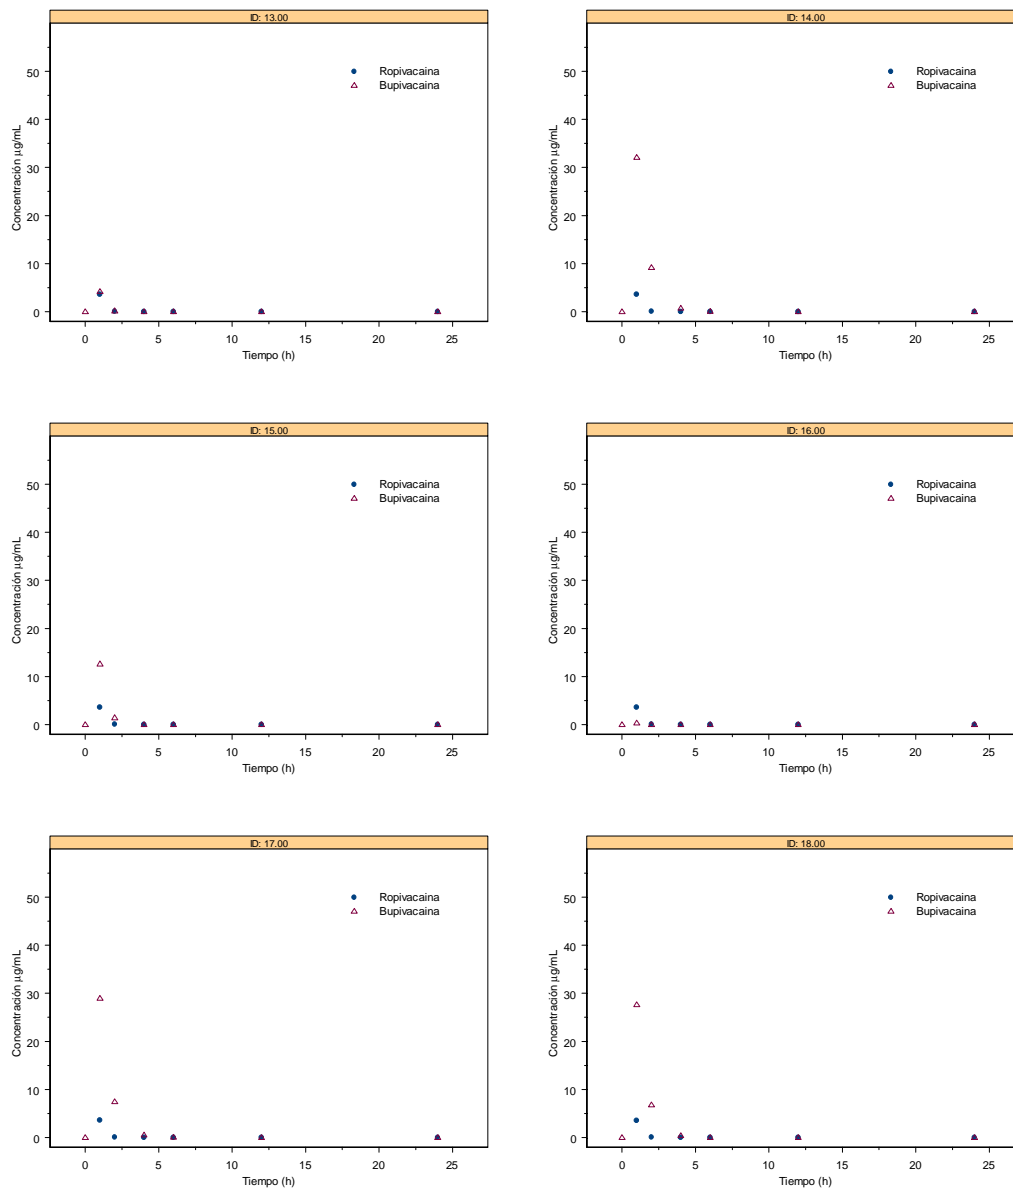 ID: 13.00
Ropivacaina
Bupivacaina
Concentración µg/mL
50
40
30
20
10
0
0 5 10 15 20 25
Tiempo (h)
ID: 14.00
Ropivacaina
Bupivacaina
Concentración µg/mL
50
40
30
20
10
0
0 5 10 15 20 25
Tiempo (h)
ID: 15.00
Ropivacaina
Bupivacaina
Concentración µg/mL
50
40
30
20
10
0
0 5 10 15 20 25
Tiempo (h)
ID: 16.00
Ropivacaina
Bupivacaina
Concentración µg/mL
50
40
30
20
10
0
0 5 10 15 20 25
Tiempo (h)
ID: 17.00
Ropivacaina
Bupivacaina
Concentración µg/mL
50
40
30
20
10
0
0 5 10 15 20 25
Tiempo (h)
ID: 18.00
Ropivacaina
Bupivacaina
Concentración µg/mL
50
40
30
20
10
0
0 5 10 15 20 25
Tiempo (h)